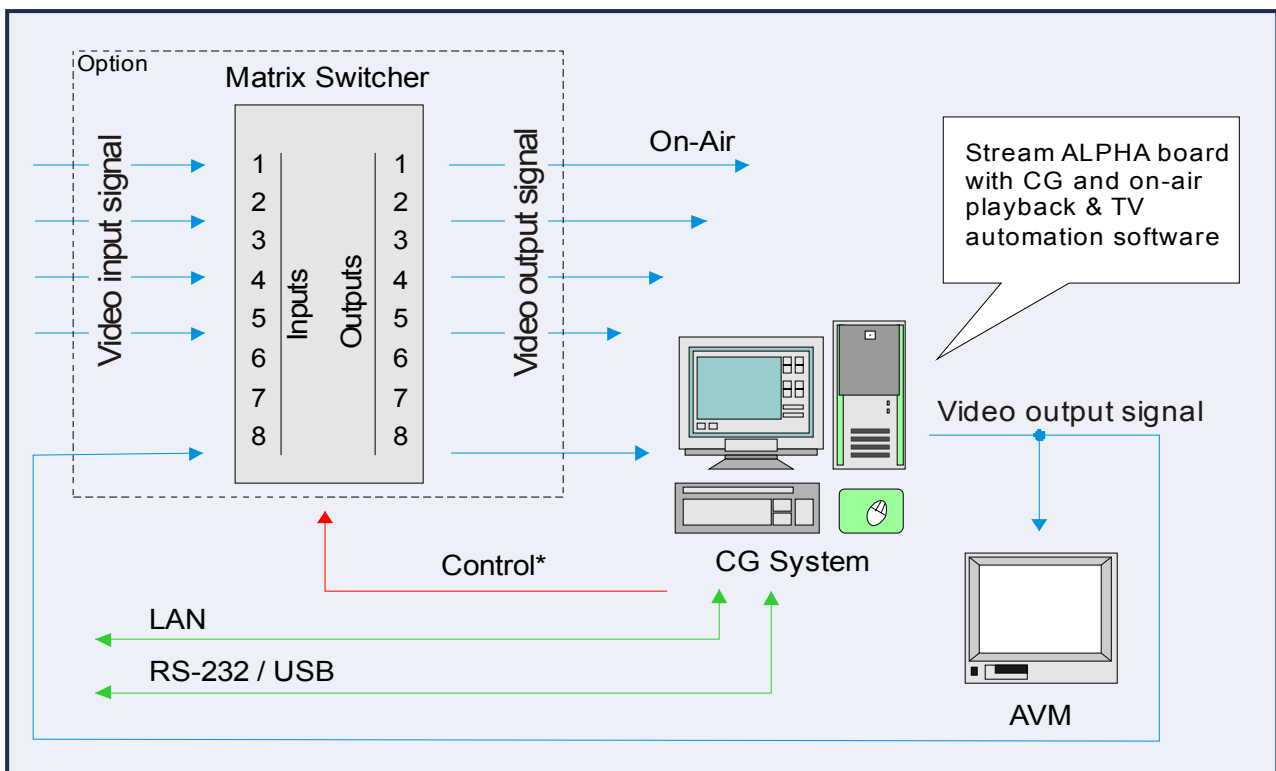 Option
Matrix Switcher
Video input signal
1
2
3
4
5
6
7
8
Inputs
Outputs
1
2
3
4
5
6
7
8
Video output signal
On-Air
Stream ALPHA board
with CG and on-air
playback & TV
automation software
Video output signal
CG System
Control*
LAN
RS-232 / USB
AVM